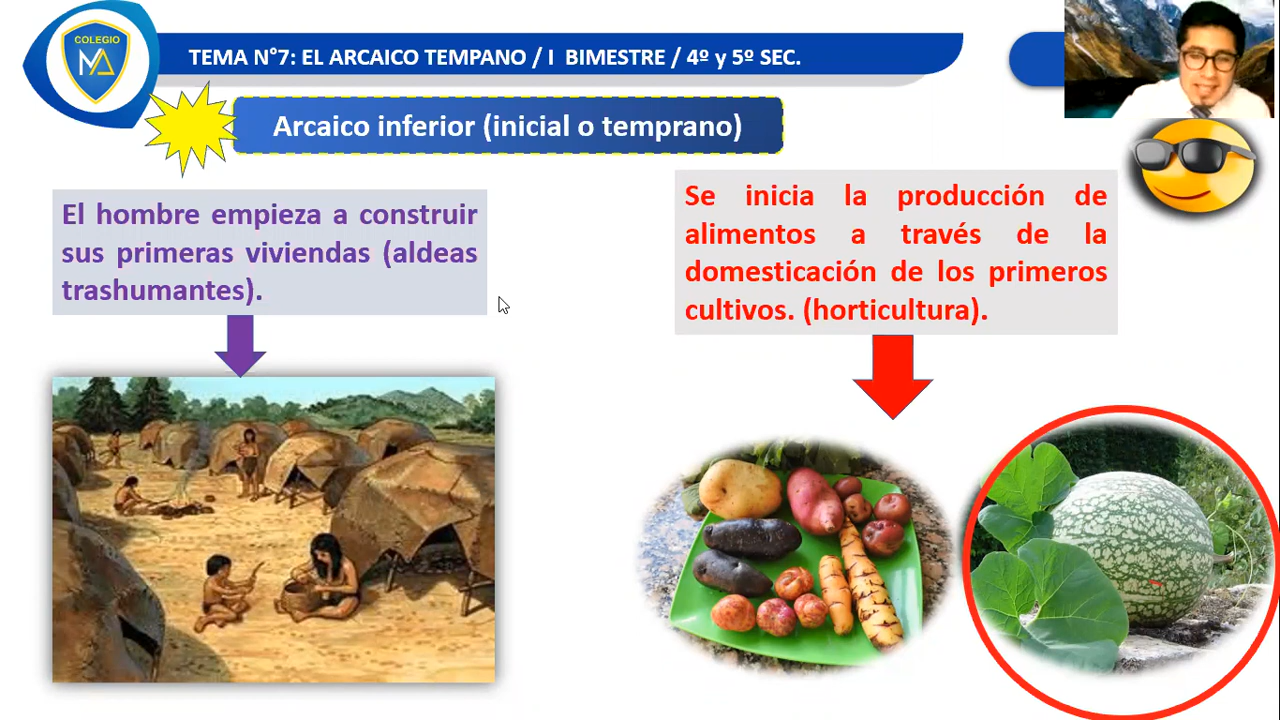 COLEGIO
MA
TEMA N°7: EL ARCAICO TEMPANO / I BIMESTRE / 4º y 5º SEC.
Arcaico inferior (inicial o temprano)
El hombre empieza a construir
sus primeras viviendas (aldeas
trashumantes).
Se inicia la producción de
alimentos a través de la
domesticación de los primeros
cultivos. (horticultura).